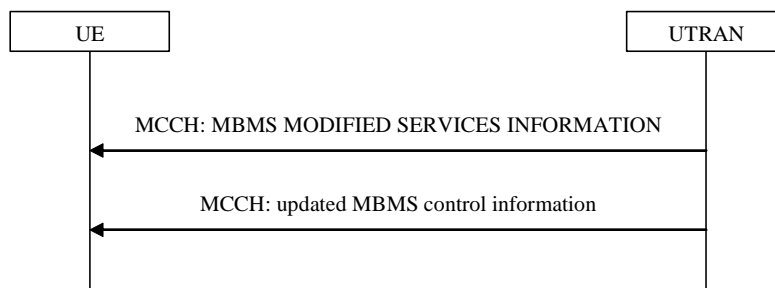 UE
UTRAN
MCCH: MBMS MODIFIED SERVICES INFORMATION
MCCH: updated MBMS control information